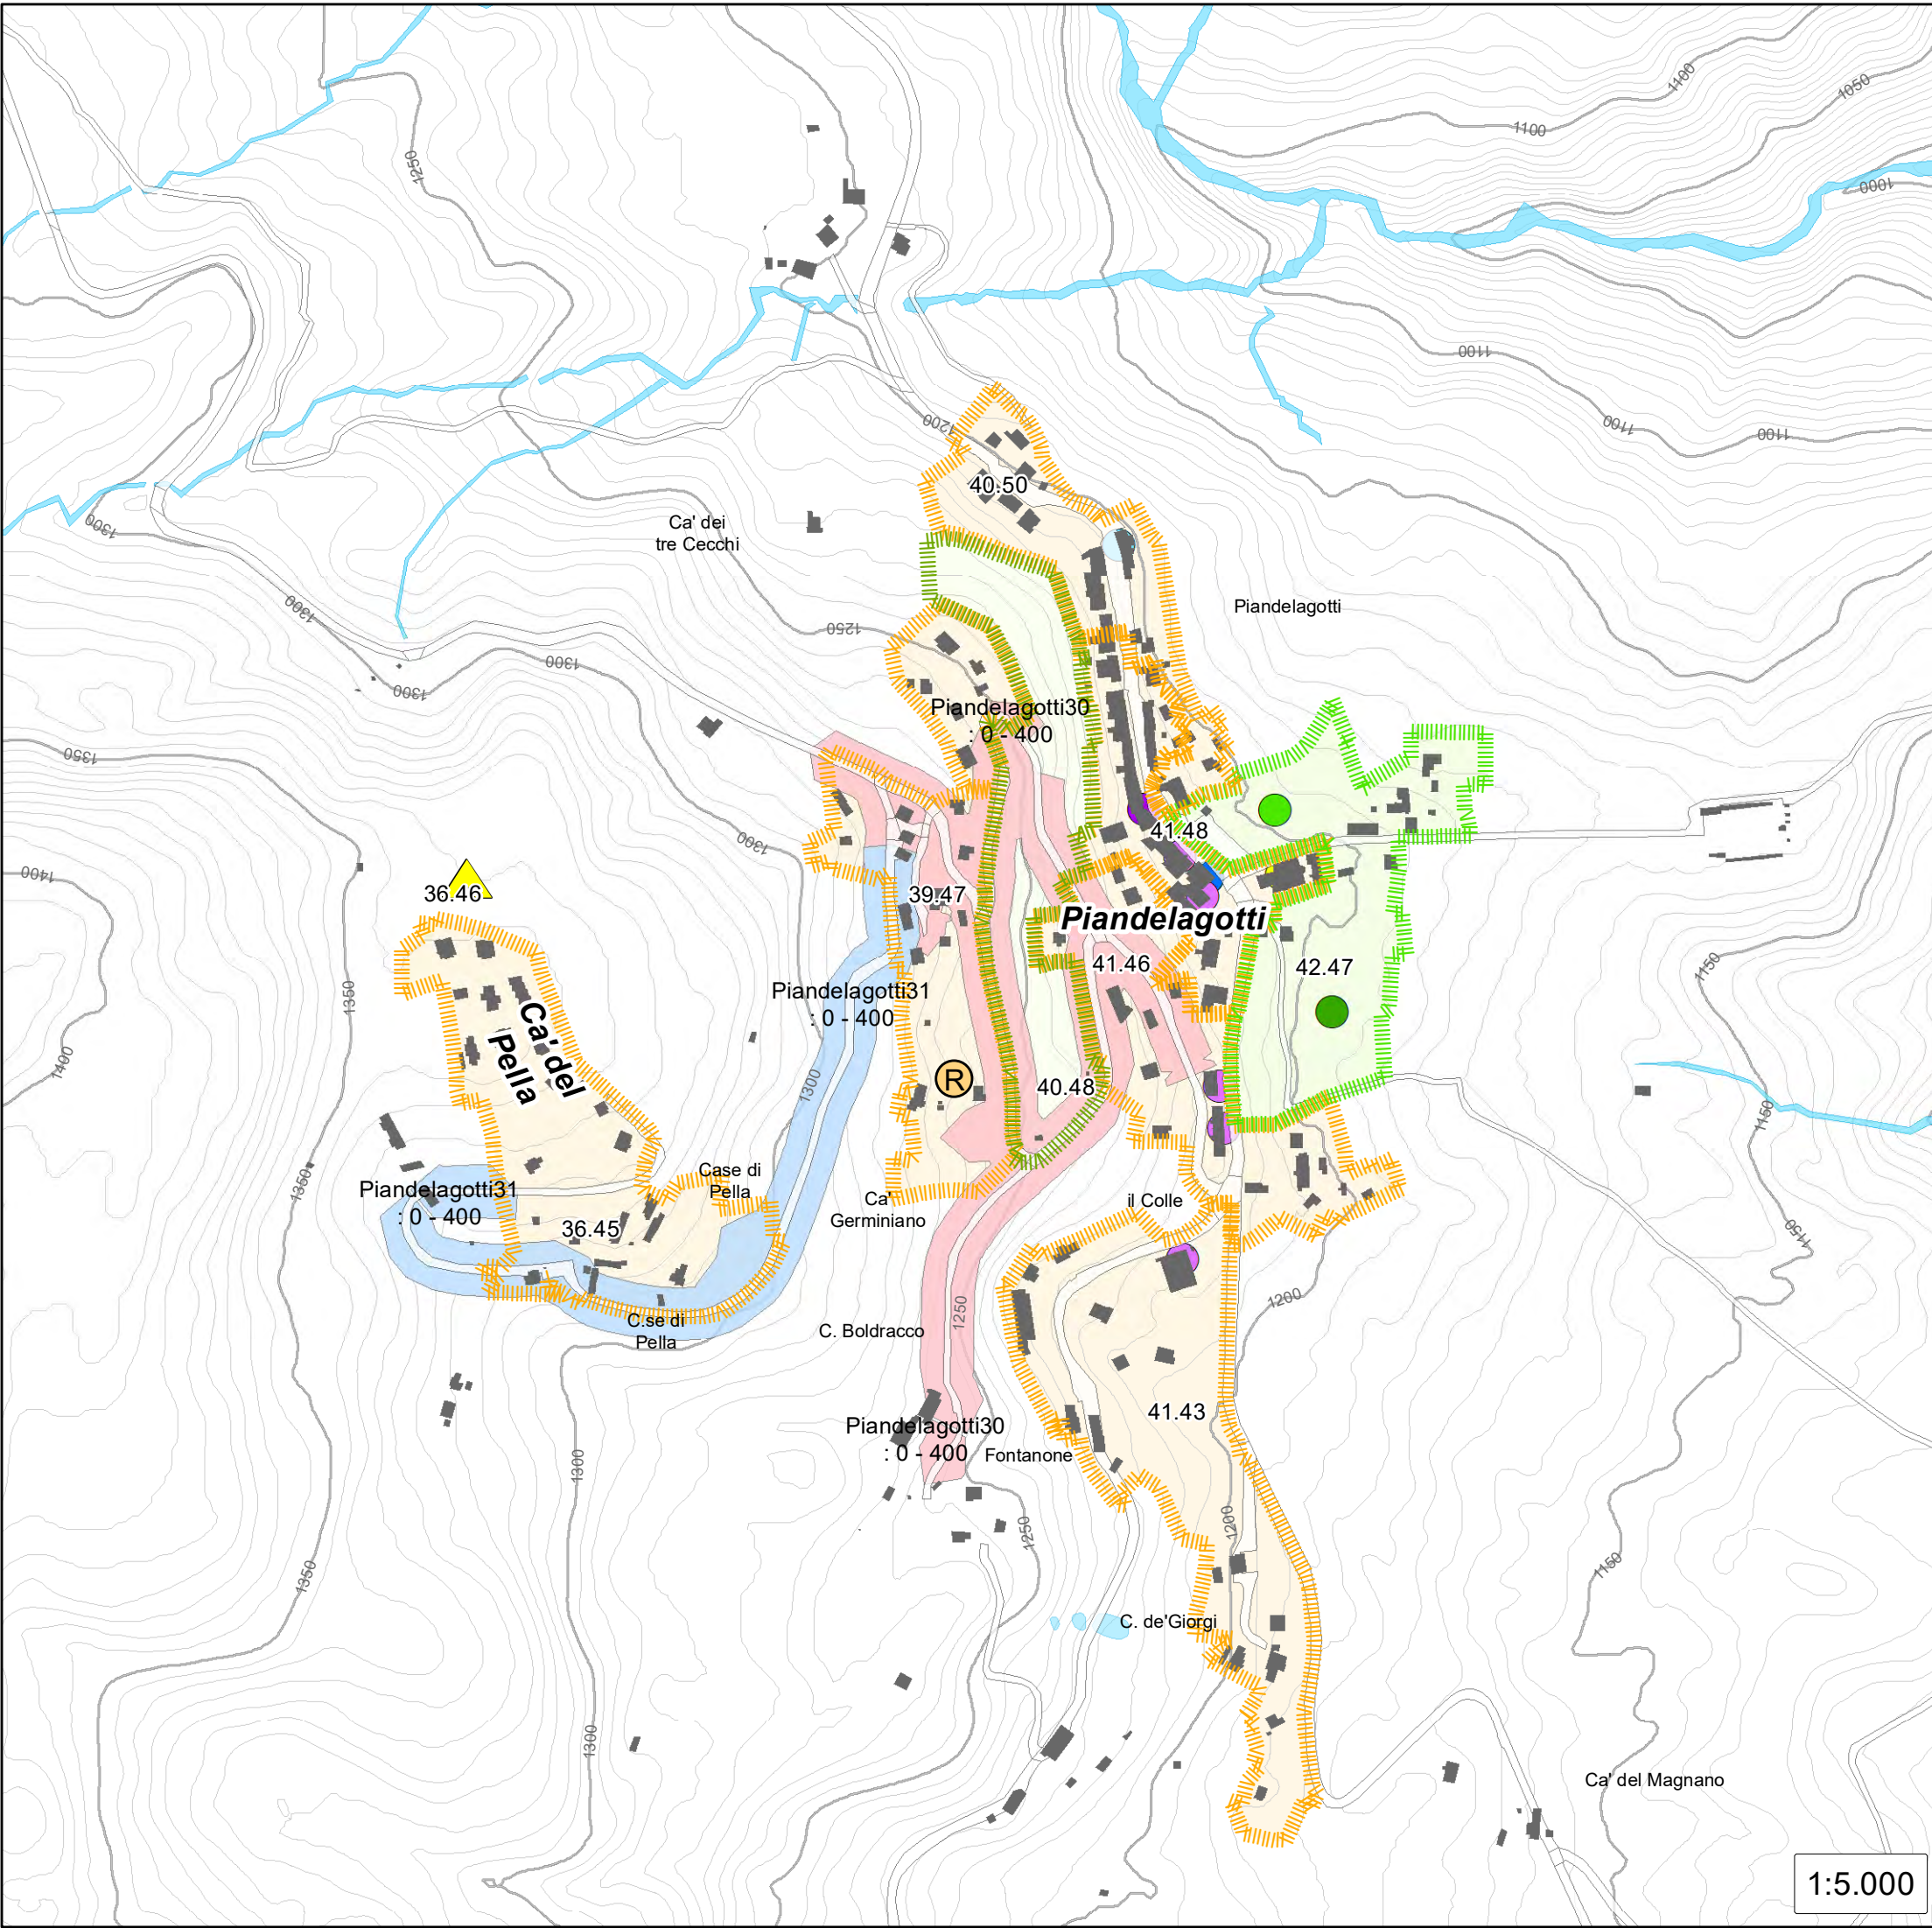 1100
1050
1100
1000
1250
1100
1200
1100
1100
40.50
1300
Ca' dei
tre Cecchi
1300
Piandelagotti
1250
1300
1300
Piandelagotti30
: 0 - 400
1350
41.48
1300
1400
36.46
39.47
Piandelagotti
41.46
42.47
1150
1350
Piandelagotti31
: 0 - 400
Ca' del
Pella
1400
R
1300
40.48
1150
Case di
Pella
1350
Piandelagotti31
: 0 - 400
Ca'
Germiniano
il Colle
36.45
1150
1200
1250
C.se di
Pella
C. Boldracco
41.43
Piandelagotti30
: 0 - 400
Fontanone
1300
1250
1200
1350
1150
C. de'Giorgi
1300
Ca' del Magnano
1:5.000